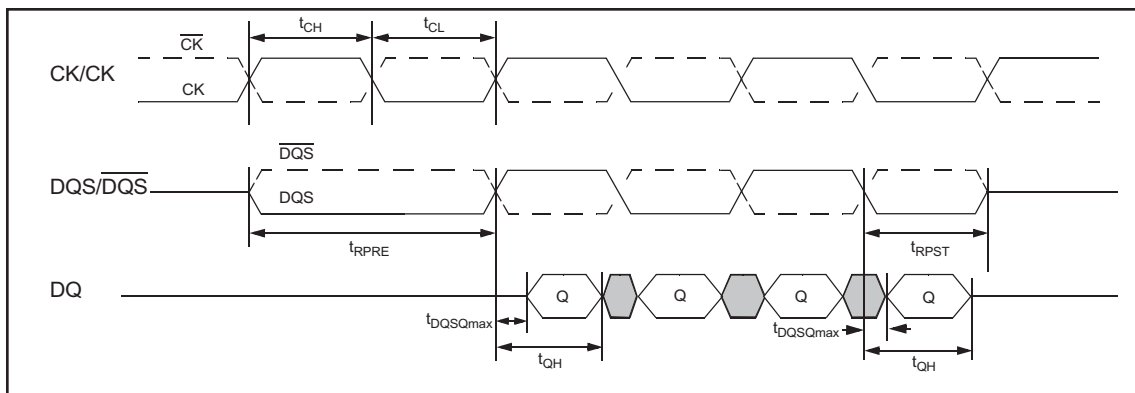 tCH
tCL
CK
CK/CK
CK
DQS
DQS/DQS
DQS
tRPRE
tRPST
DQ
Q
Q
Q
Q
tDQSQmax
tDQSQmax
tQH
tQH